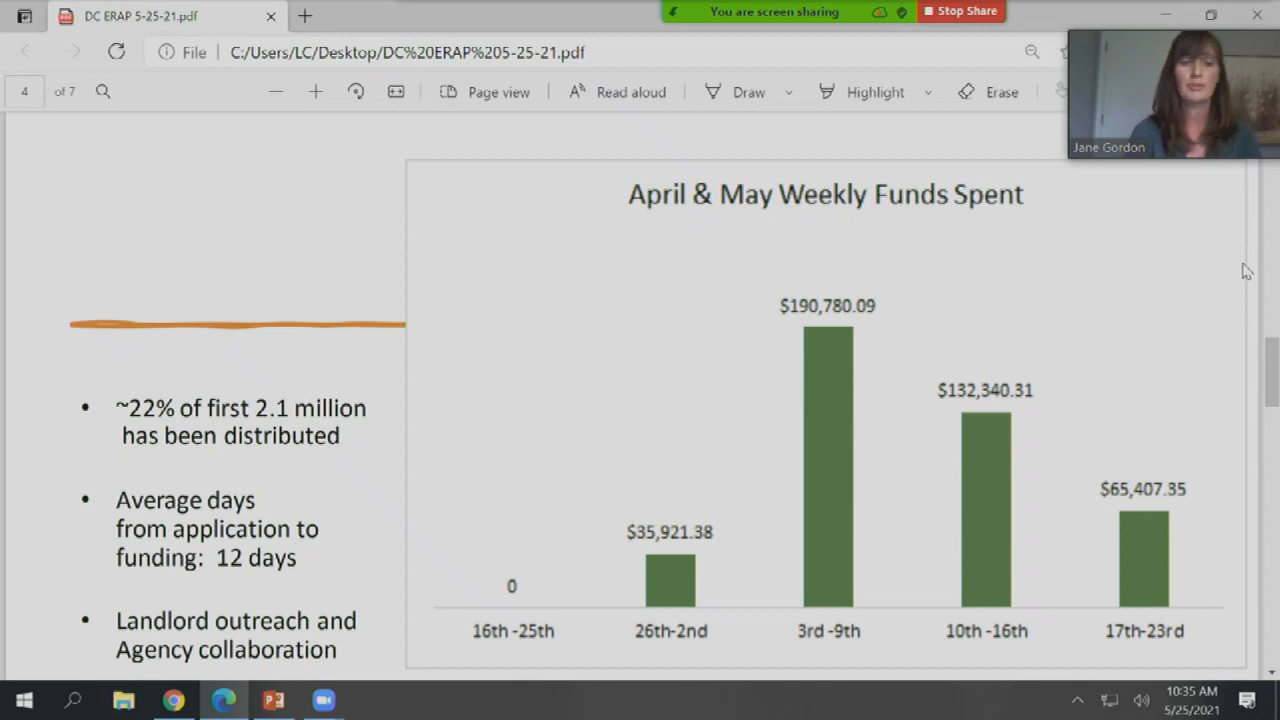 DC ERAP 5-25-21.pdf
You are screen sharing
Stop Share
File
C:/Users/LC/Desktop/DC%20ERAP%205-25-21.pdf
4
of 7
Page view
Read aloud
Draw
Highlight
Erase
Jane Gordon
April & May Weekly Funds Spent
~22% of first 2.1 million
has been distributed
Average days
from application to
funding: 12 days
Landlord outreach and
Agency collaboration
0
$35,921.38
$190,780.09
$132,340.31
$65,407.35
16th -25th
26th-2nd
3rd -9th
10th -16th
17th-23rd
10:35 AM
5/25/2021